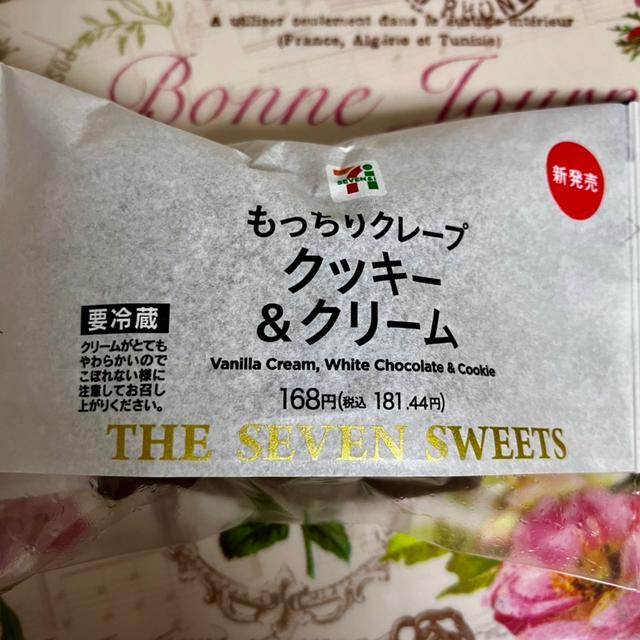 A utiliser seulement dans le
(France, Algérie et Tunisie)
Bonne Journ
SEVEN & i
新発売
もっちりクレープ
クッキー
&クリーム
Vanilla Cream, White Chocolate & Cookie
168円(税込 181.44円)
要冷蔵
クリームがとても
やわらかいので
こぼれない様に
注意してお召し
上がりください。
THE SEVEN SWEETS